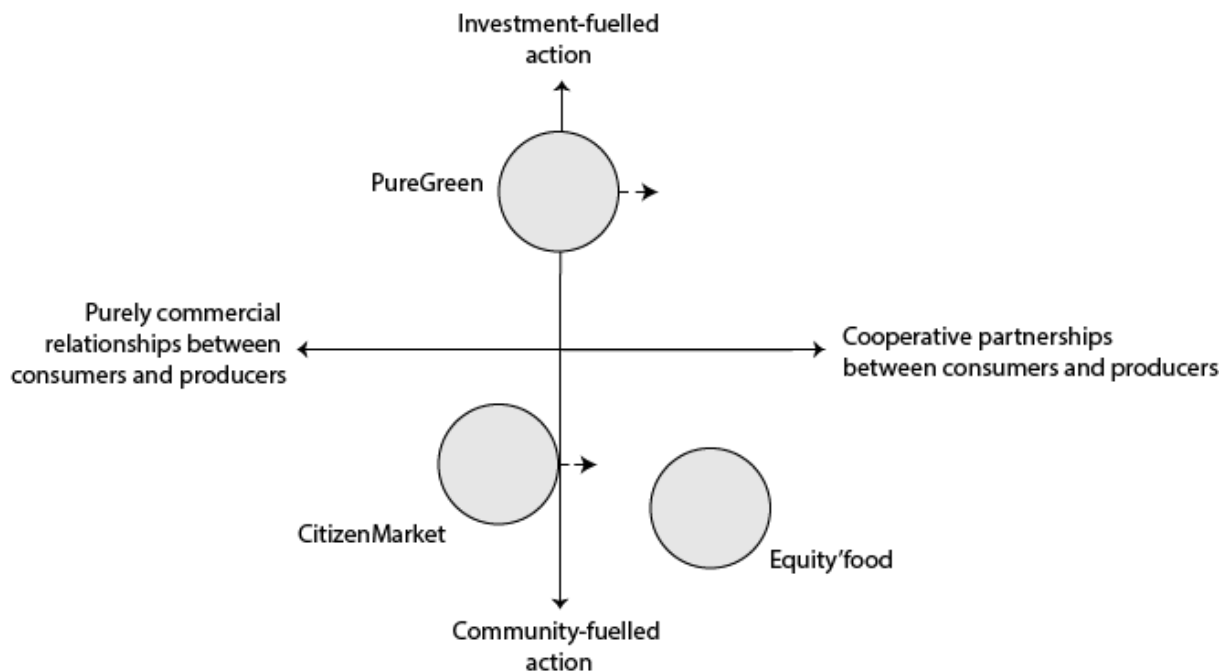 Investment-fuelled
action
PureGreen
Purely commercial
relationships between
consumers and producers
Cooperative partnerships
between consumers and producers
CitizenMarket
Equity'food
Community-fuelled
action